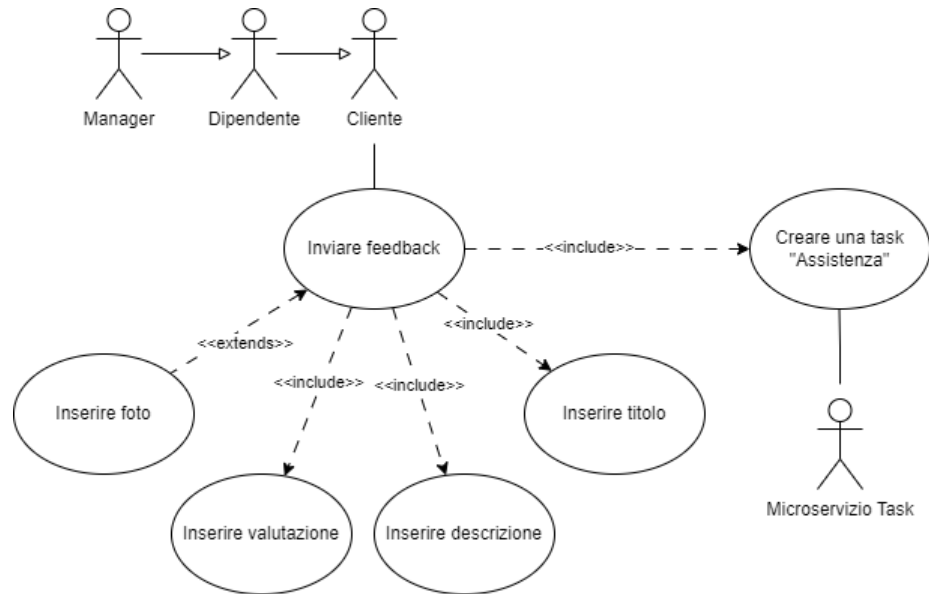 Manager
Dipendente
Cliente
Inviare feedback
<<include>>
Creare una task
"Assistenza"
<<extends>>
<<include>>
<<include>>
<<include>>
Inserire foto
Inserire titolo
Inserire valutazione
Inserire descrizione
Microservizio Task